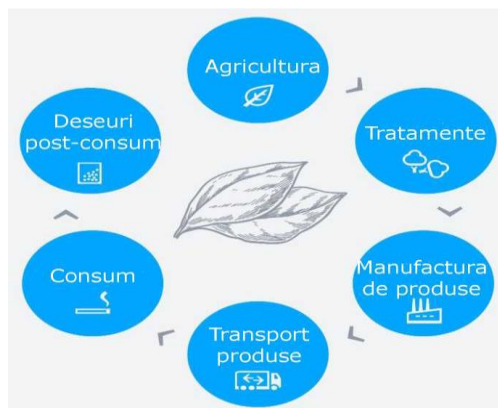 Agricultura
Tratamente
Manufactura
de produse
Transport
produse
Consum
Deseuri
post-consum